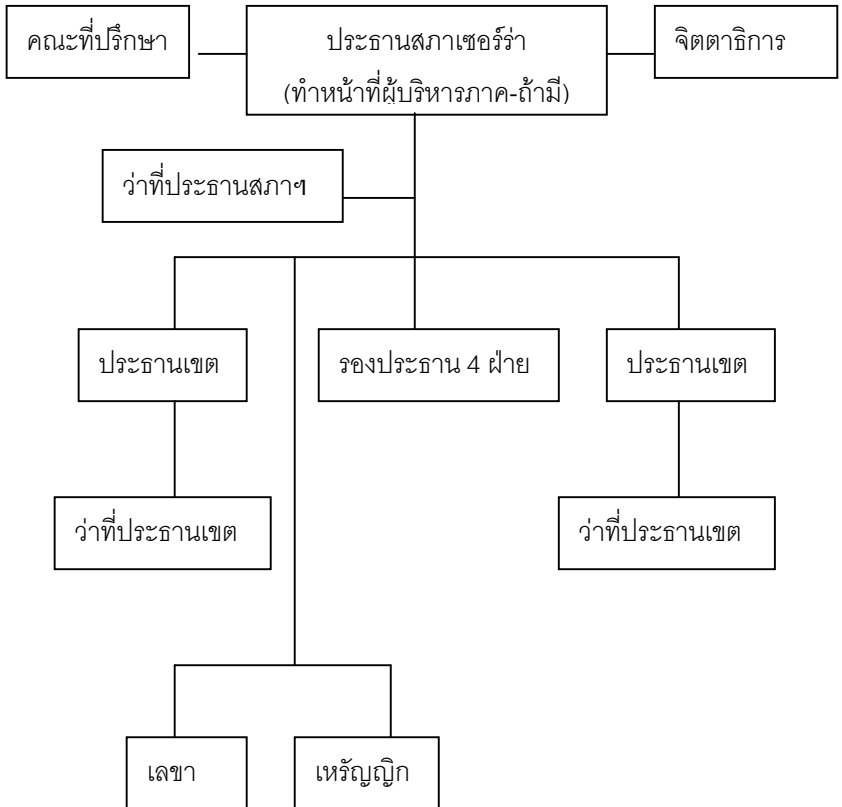 คณะที่ปรึกษา
ประธานสภาเซอร์ร่า
(ทำหน้าที่ผู้บริหารภาค-ถ้ามี)
จิตตาธิการ
ว่าที่ประธานสภาฯ
ประธานเขต
รองประธาน 4 ฝ่าย
ประธานเขต
ว่าที่ประธานเขต
ว่าที่ประธานเขต
เลขา
เหรัญญิก